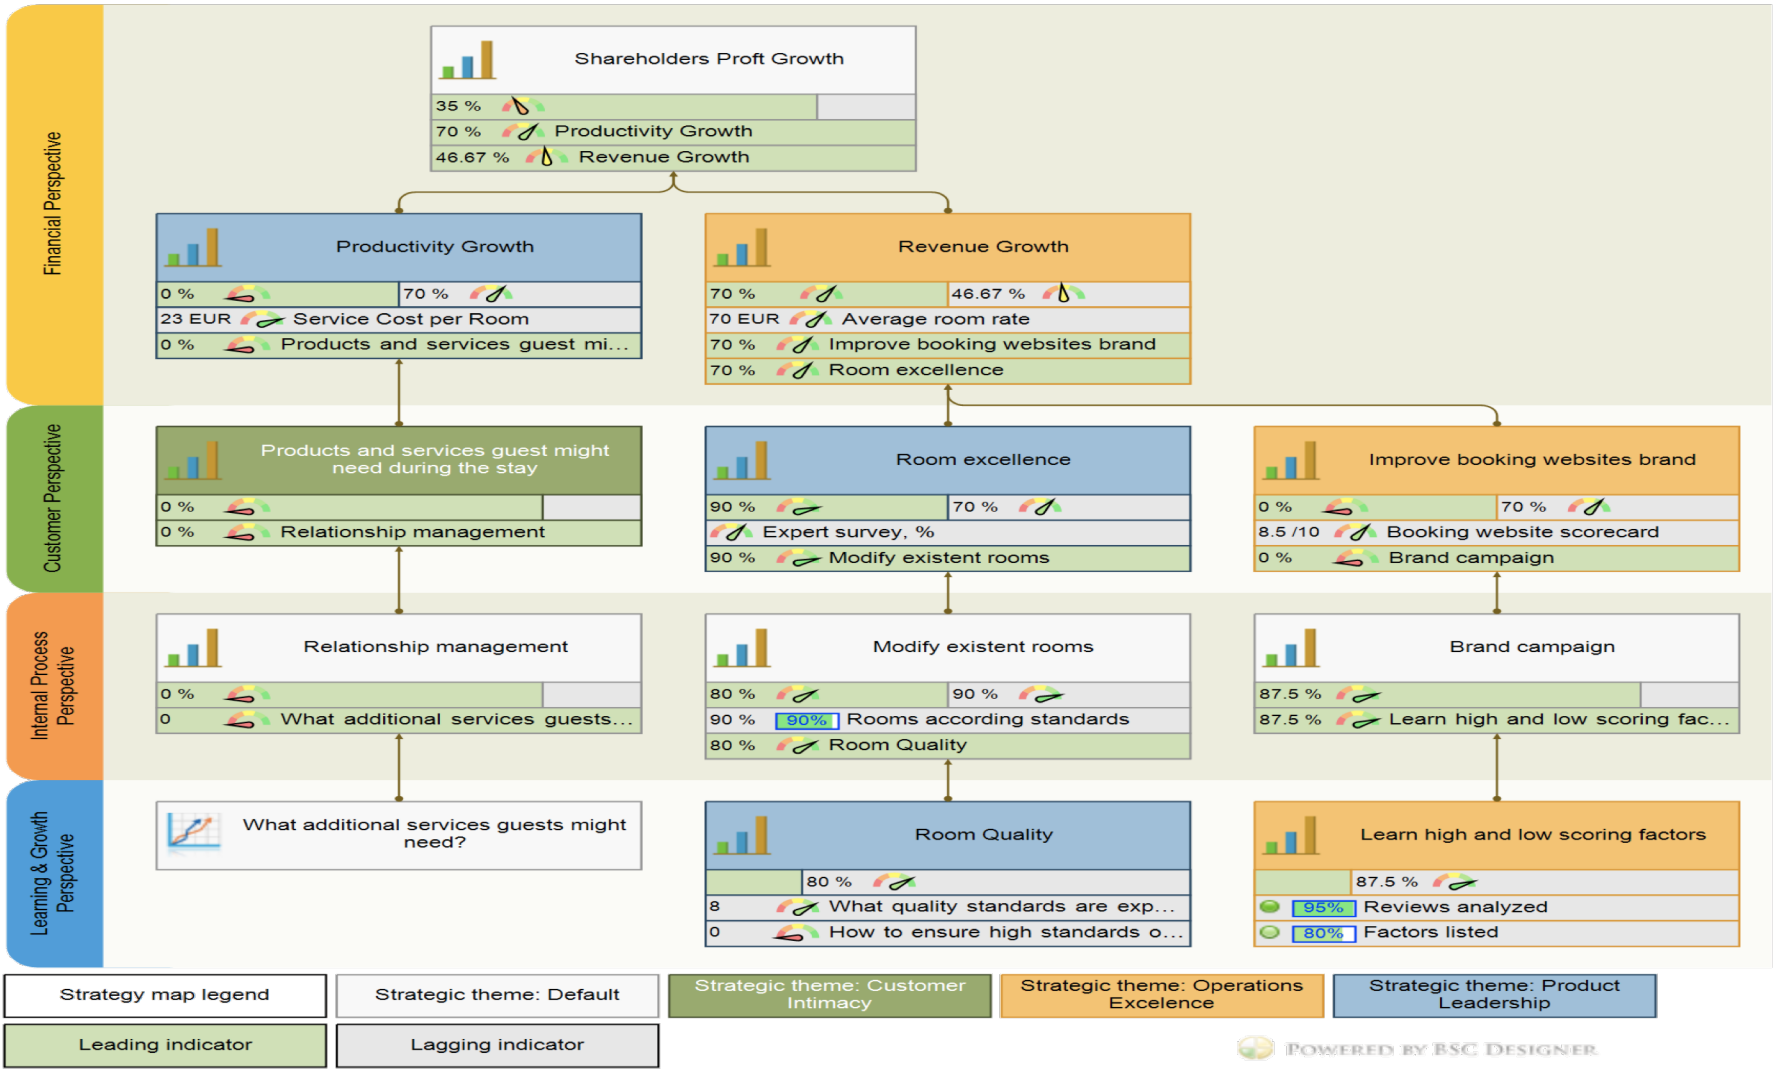 Financial Perspective
Shareholders Proft Growth
35 %
70 % Productivity Growth
46.67 % Revenue Growth
Productivity Growth
0 % 70 %
23 EUR Service Cost per Room
0 % Products and services guest mi...
Revenue Growth
70 % 46.67 %
70 EUR Average room rate
70 % Improve booking websites brand
70 % Room excellence
Customer Perspective
Products and services guest might
need during the stay
0 %
0 % Relationship management
Room excellence
90 % 70 %
Expert survey, %
90 % Modify existent rooms
Improve booking websites brand
0 % 70 %
8.5 /10 Booking website scorecard
0 % Brand campaign
Internal Process
Perspective
Relationship management
0 %
0 What additional services guests...
Modify existent rooms
80 % 90 %
90 % 90% Rooms according standards
80 % Room Quality
Brand campaign
87.5 %
87.5 % Learn high and low scoring fac...
Learning & Growth
Perspective
What additional services guests might
need?
Room Quality
80 %
8 What quality standards are exp...
0 How to ensure high standards o...
Learn high and low scoring factors
87.5 %
95% Reviews analyzed
80% Factors listed
Strategy map legend
Strategic theme: Default
Strategic theme: Customer
Intimacy
Strategic theme: Operations
Excelence
Strategic theme: Product
Leadership
Leading indicator
Lagging indicator
POWERED BY BSC DESIGNER